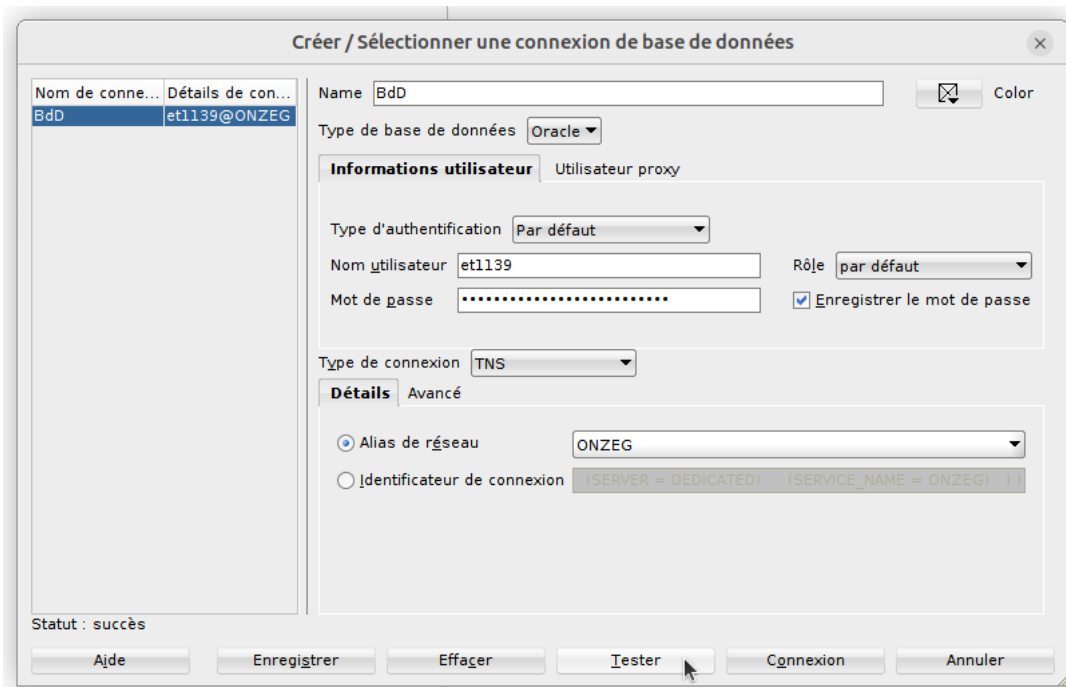 Créer / Sélectionner une connexion de base de données
Nom de conne... Détails de con...
BdD et1139@ONZEG
Name BdD Color
Type de base de données Oracle
Informations utilisateur Utilisateur proxy
Type d'authentification Par défaut
Nom utilisateur et1139 Rôle par défaut
Mot de passe •••••••••••••••••••••••••• Enregistrer le mot de passe
Type de connexion TNS
Détails Avancé
Alias de réseau ONZEG
Identificateur de connexion (SERVER = DEDICATED) (SERVICE_NAME = ONZEG) ) )
Statut : succès
Aide Enregistrer Effacer Tester Connexion Annuler